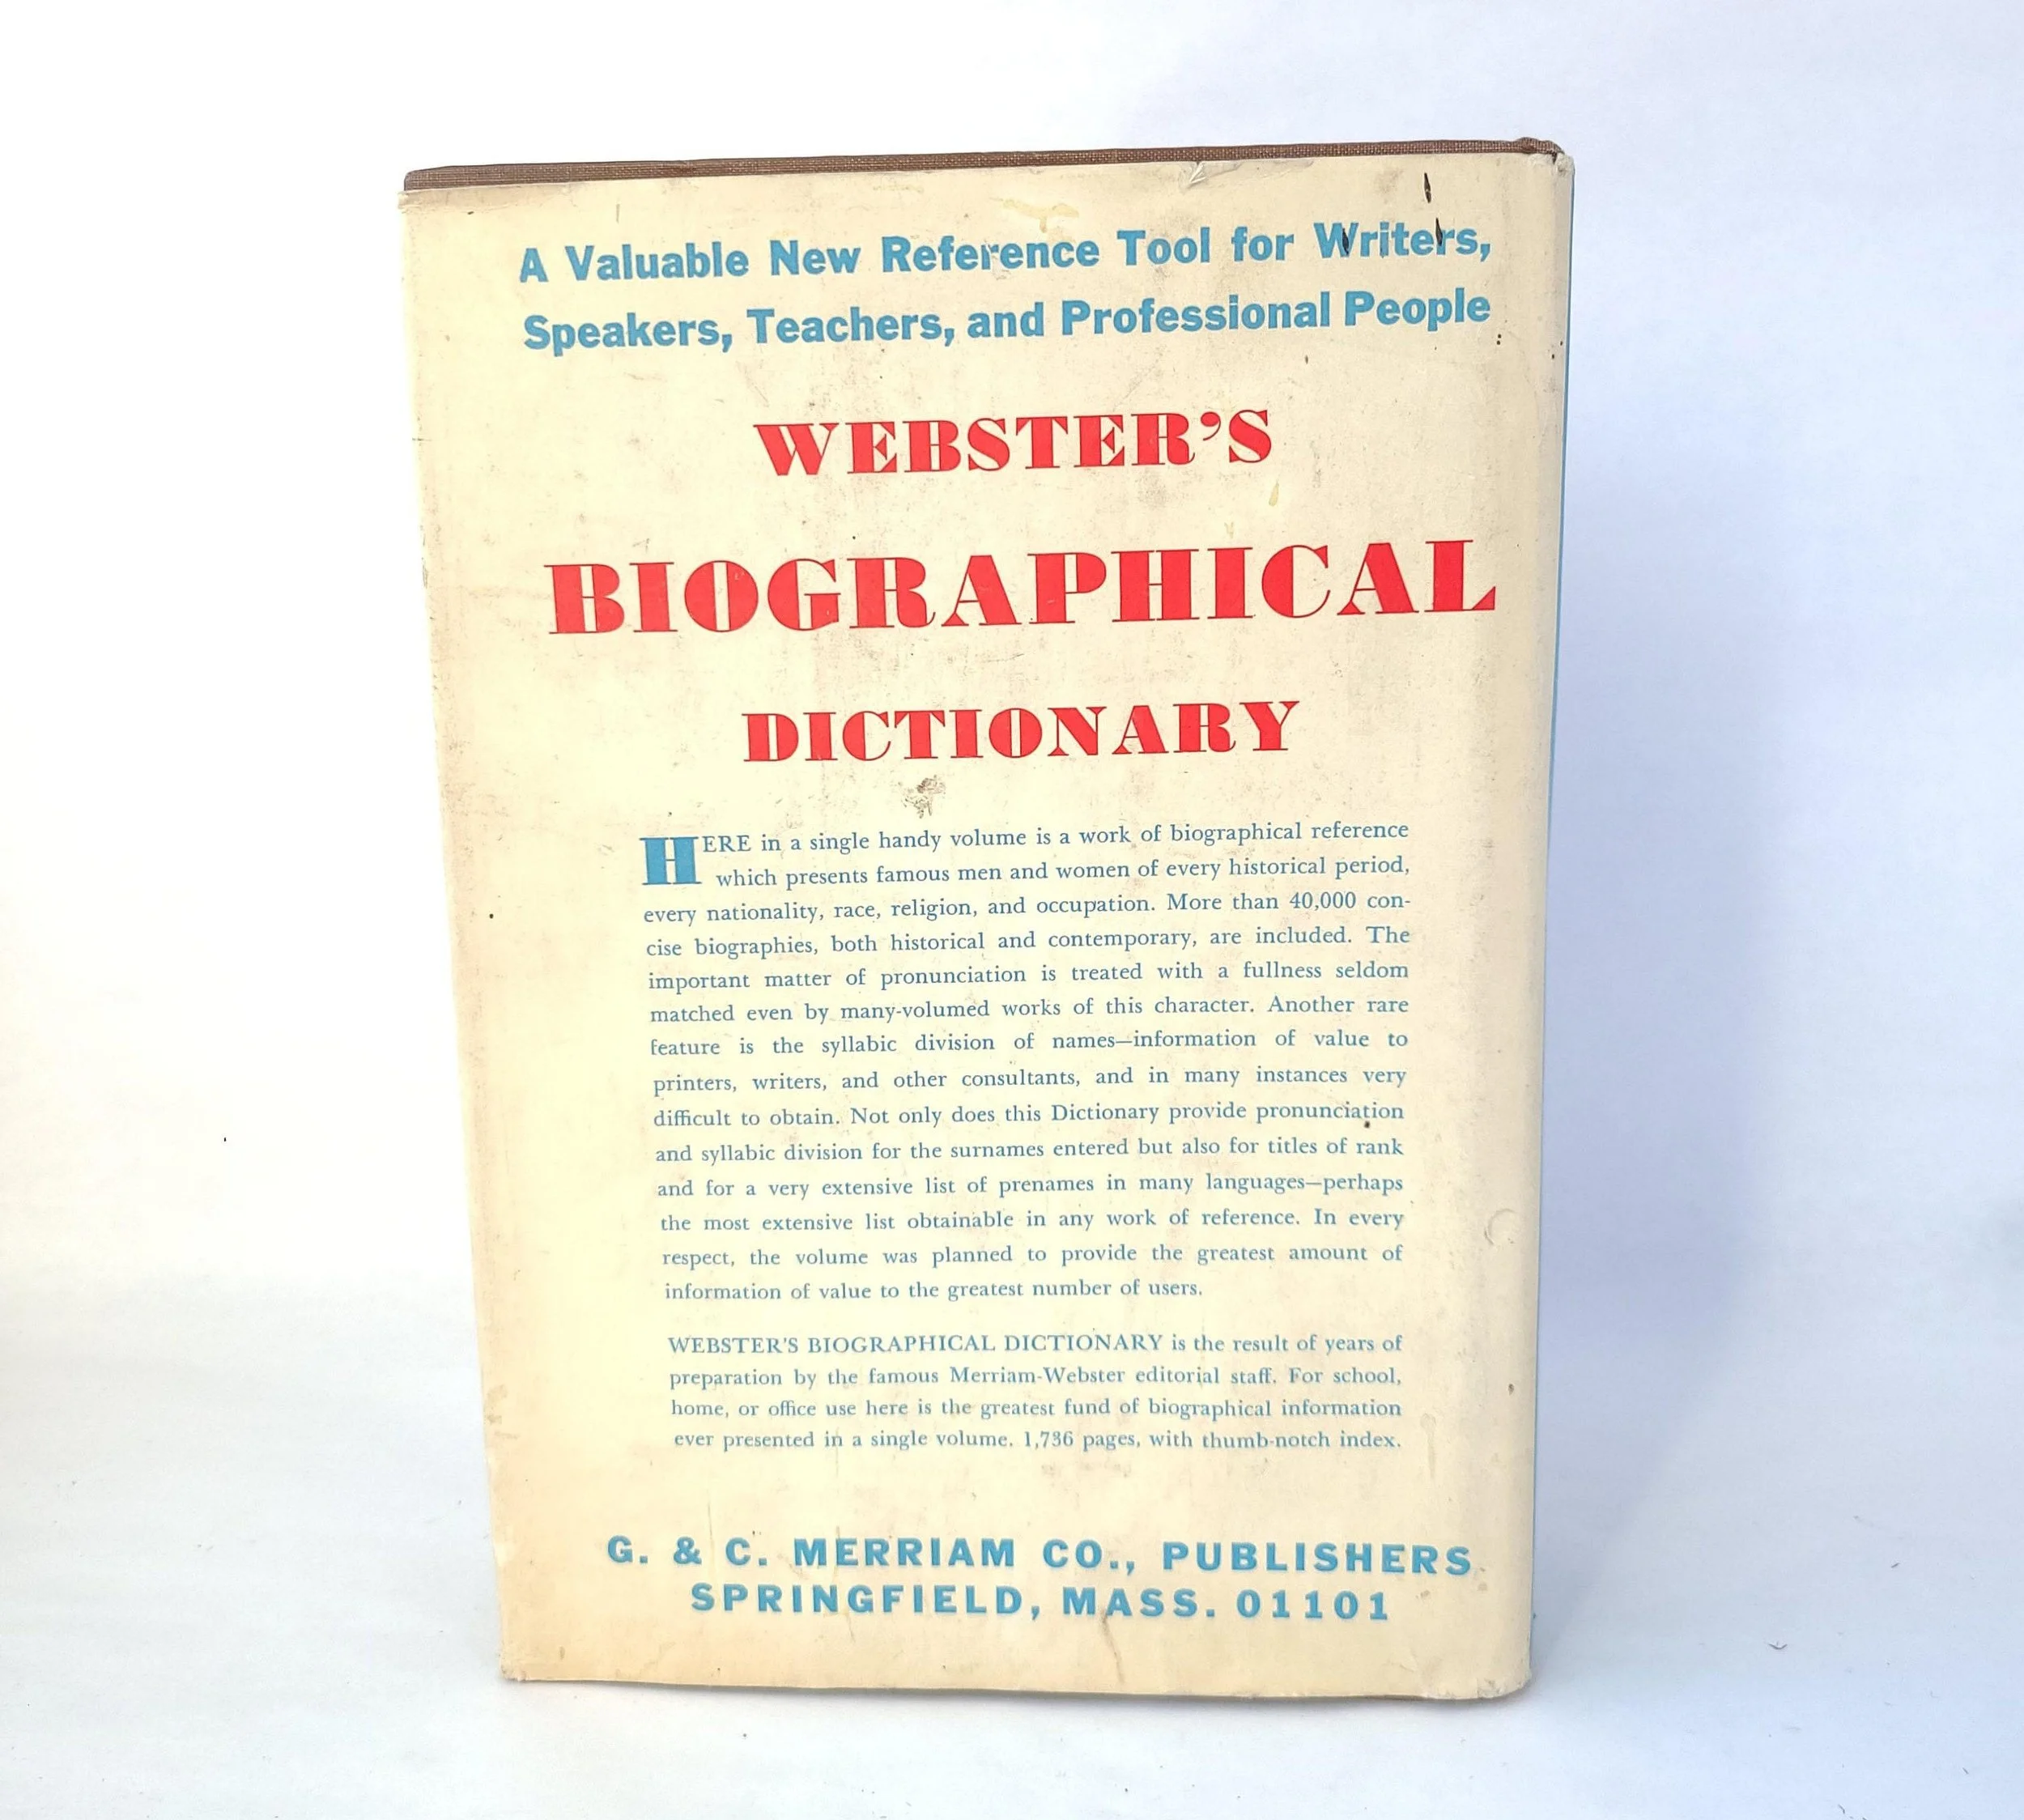 A Valuable New Reference Tool for Writers,
Speakers, Teachers, and Professional People
WEBSTER'S
BIOGRAPHICAL
DICTIONARY
HERE in a single handy volume is a work of biographical reference
which presents famous men and women of every historical period,
every nationality, race, religion, and occupation. More than 40,000 con-
cise biographies, both historical and contemporary, are included. The
important matter of pronunciation is treated with a fullness seldom
matched even by many-volumed works of this character. Another rare
feature is the syllabic division of names—information of value to
printers, writers, and other consultants, and in many instances very
difficult to obtain. Not only does this Dictionary provide pronunciation
and syllabic division for the surnames entered but also for titles of rank
and for a very extensive list of prenames in many languages—perhaps
the most extensive list obtainable in any work of reference. In every
respect, the volume was planned to provide the greatest amount of
information of value to the greatest number of users.
WEBSTER'S BIOGRAPHICAL DICTIONARY is the result of years of
preparation by the famous Merriam-Webster editorial staff. For school,
home, or office use here is the greatest fund of biographical information
ever presented in a single volume. 1,736 pages, with thumb-notch index.
G. & C. MERRIAM CO., PUBLISHERS
SPRINGFIELD, MASS. 01101